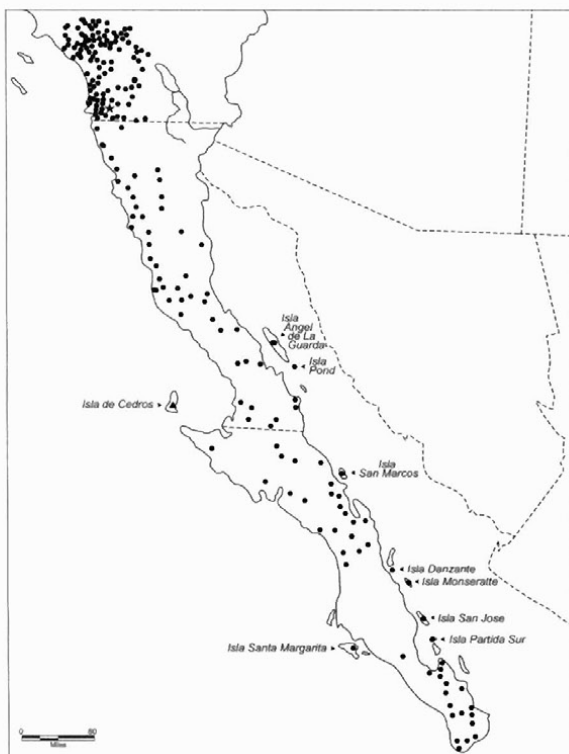 Isla
Angel
de La
Guarda
Isla
Pond
Isla de Cedros
Isla
San Marcos
Isla Danzante
Isla Monseratte
Isla San Jose
Isla Partida Sur
Isla Santa Margarita
0 80
Miles